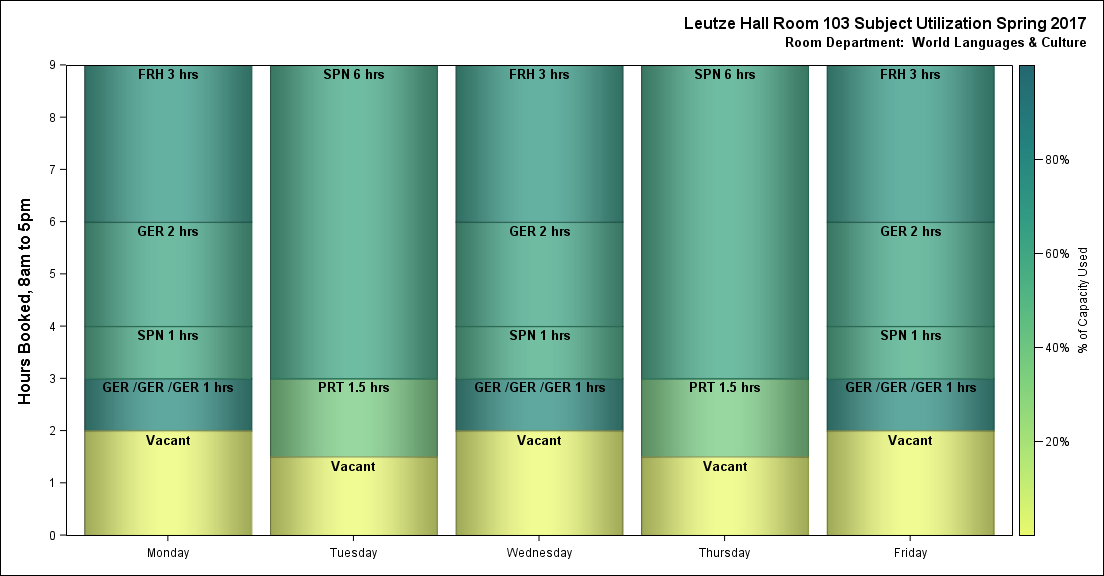 Leutze Hall Room 103 Subject Utilization Spring 2017
Room Department:  World Languages & Culture
Hours Booked, 8am to 5pm
9
8
7
6
5
4
3
2
1
0
FRH 3 hrs
GER 2 hrs
SPN 1 hrs
GER /GER /GER 1 hrs
Vacant
SPN 6 hrs
PRT 1.5 hrs
Vacant
FRH 3 hrs
GER 2 hrs
SPN 1 hrs
GER /GER /GER 1 hrs
Vacant
SPN 6 hrs
PRT 1.5 hrs
Vacant
FRH 3 hrs
GER 2 hrs
SPN 1 hrs
GER /GER /GER 1 hrs
Vacant
Monday
Tuesday
Wednesday
Thursday
Friday
80%
60%
40%
20%
% of Capacity Used